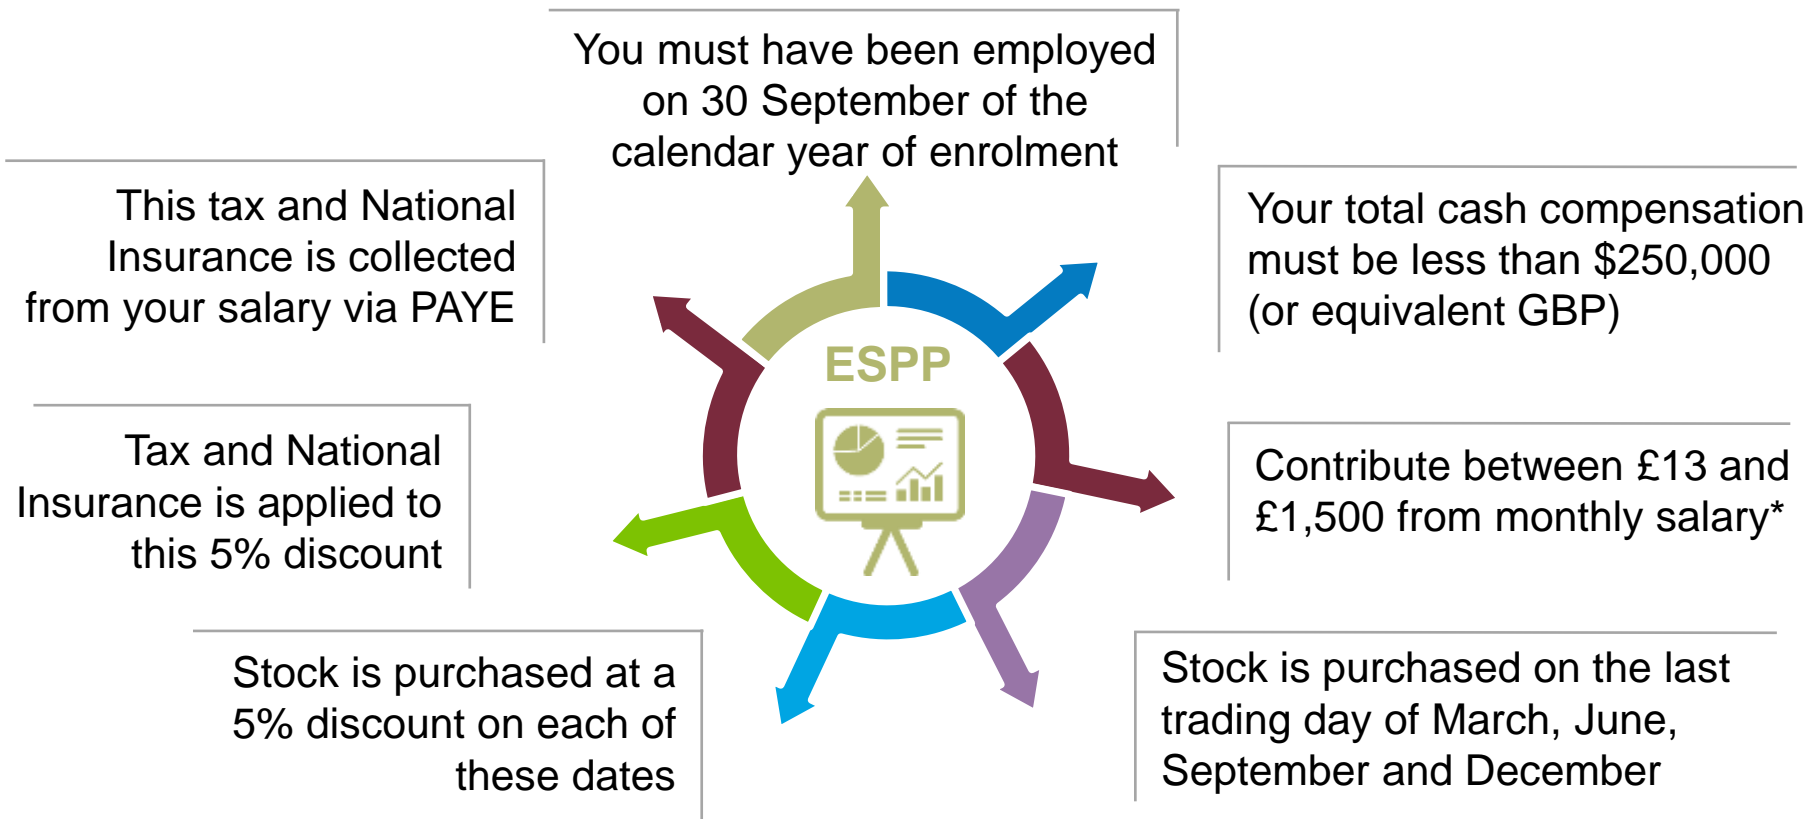 You must have been employed
on 30 September of the
calendar year of enrolment
Your total cash compensation
must be less than $250,000
(or equivalent GBP)
Contribute between £13 and
£1,500 from monthly salary*
Stock is purchased on the last
trading day of March, June,
September and December
Stock is purchased at a
5% discount on each of
these dates
Tax and National
Insurance is applied to
this 5% discount
This tax and National
Insurance is collected
from your salary via PAYE
ESPP